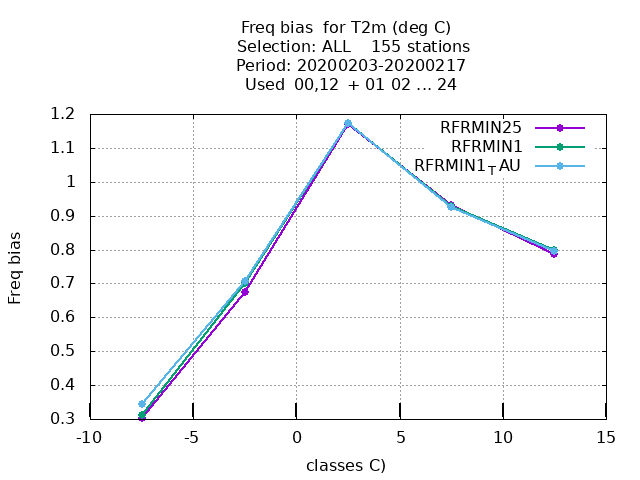 Freq bias  for T2m (deg C)
Selection: ALL    155 stations
Period: 20200203-20200217
Used  00,12  + 01 02 ... 24
1.2
1.1
1
0.9
0.8
0.7
0.6
0.5
0.4
0.3
-10
-5
0
5
10
15
Freq bias
classes C)
RFRMIN25
RFRMIN1
RFRMIN1TAU